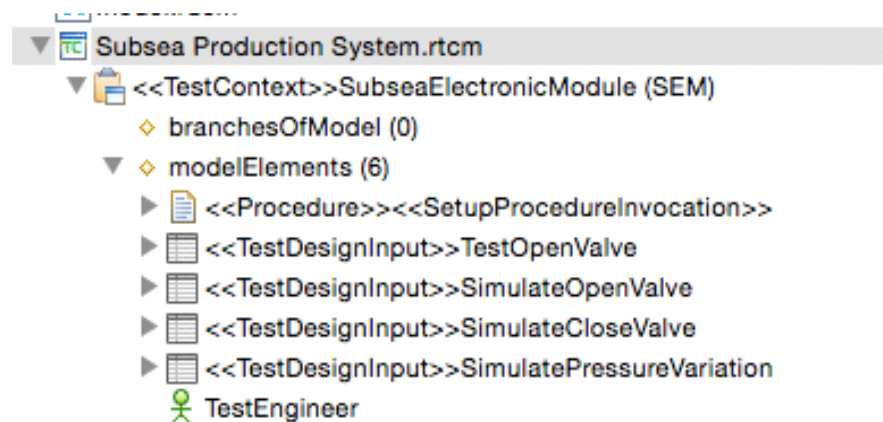 TC Subsea Production System.rtcm
<<TestContext>>SubseaElectronicModule (SEM)
branchesOfModel (0)
modelElements (6)
<<Procedure>><<SetupProcedureInvocation>>
<<TestDesignInput>>TestOpenValve
<<TestDesignInput>>SimulateOpenValve
<<TestDesignInput>>SimulateCloseValve
<<TestDesignInput>>SimulatePressureVariation
TestEngineer